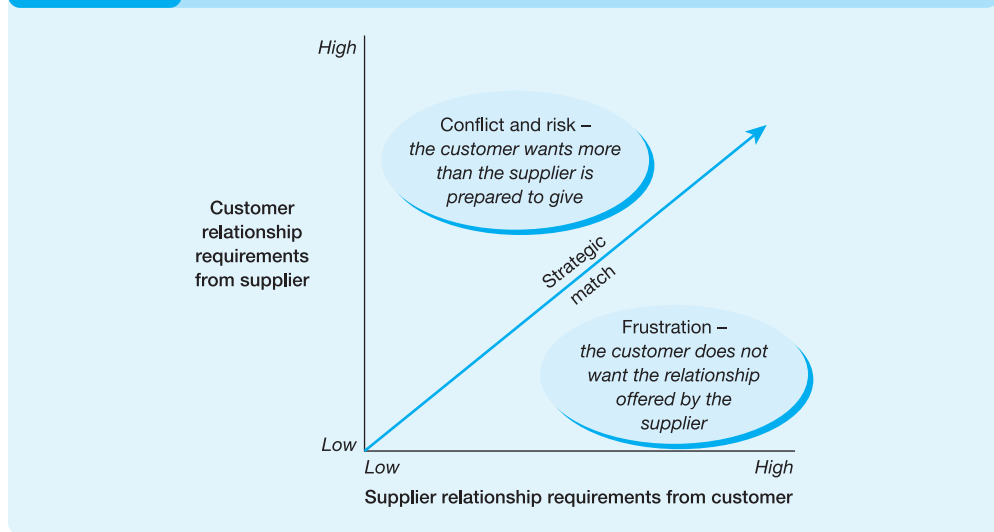 High
Conflict and risk –
the customer wants more
than the supplier is
prepared to give
Customer
relationship
requirements
from supplier
Strategic
match
Frustration –
the customer does not
want the relationship
offered by the
supplier
Low
Low
High
Supplier relationship requirements from customer